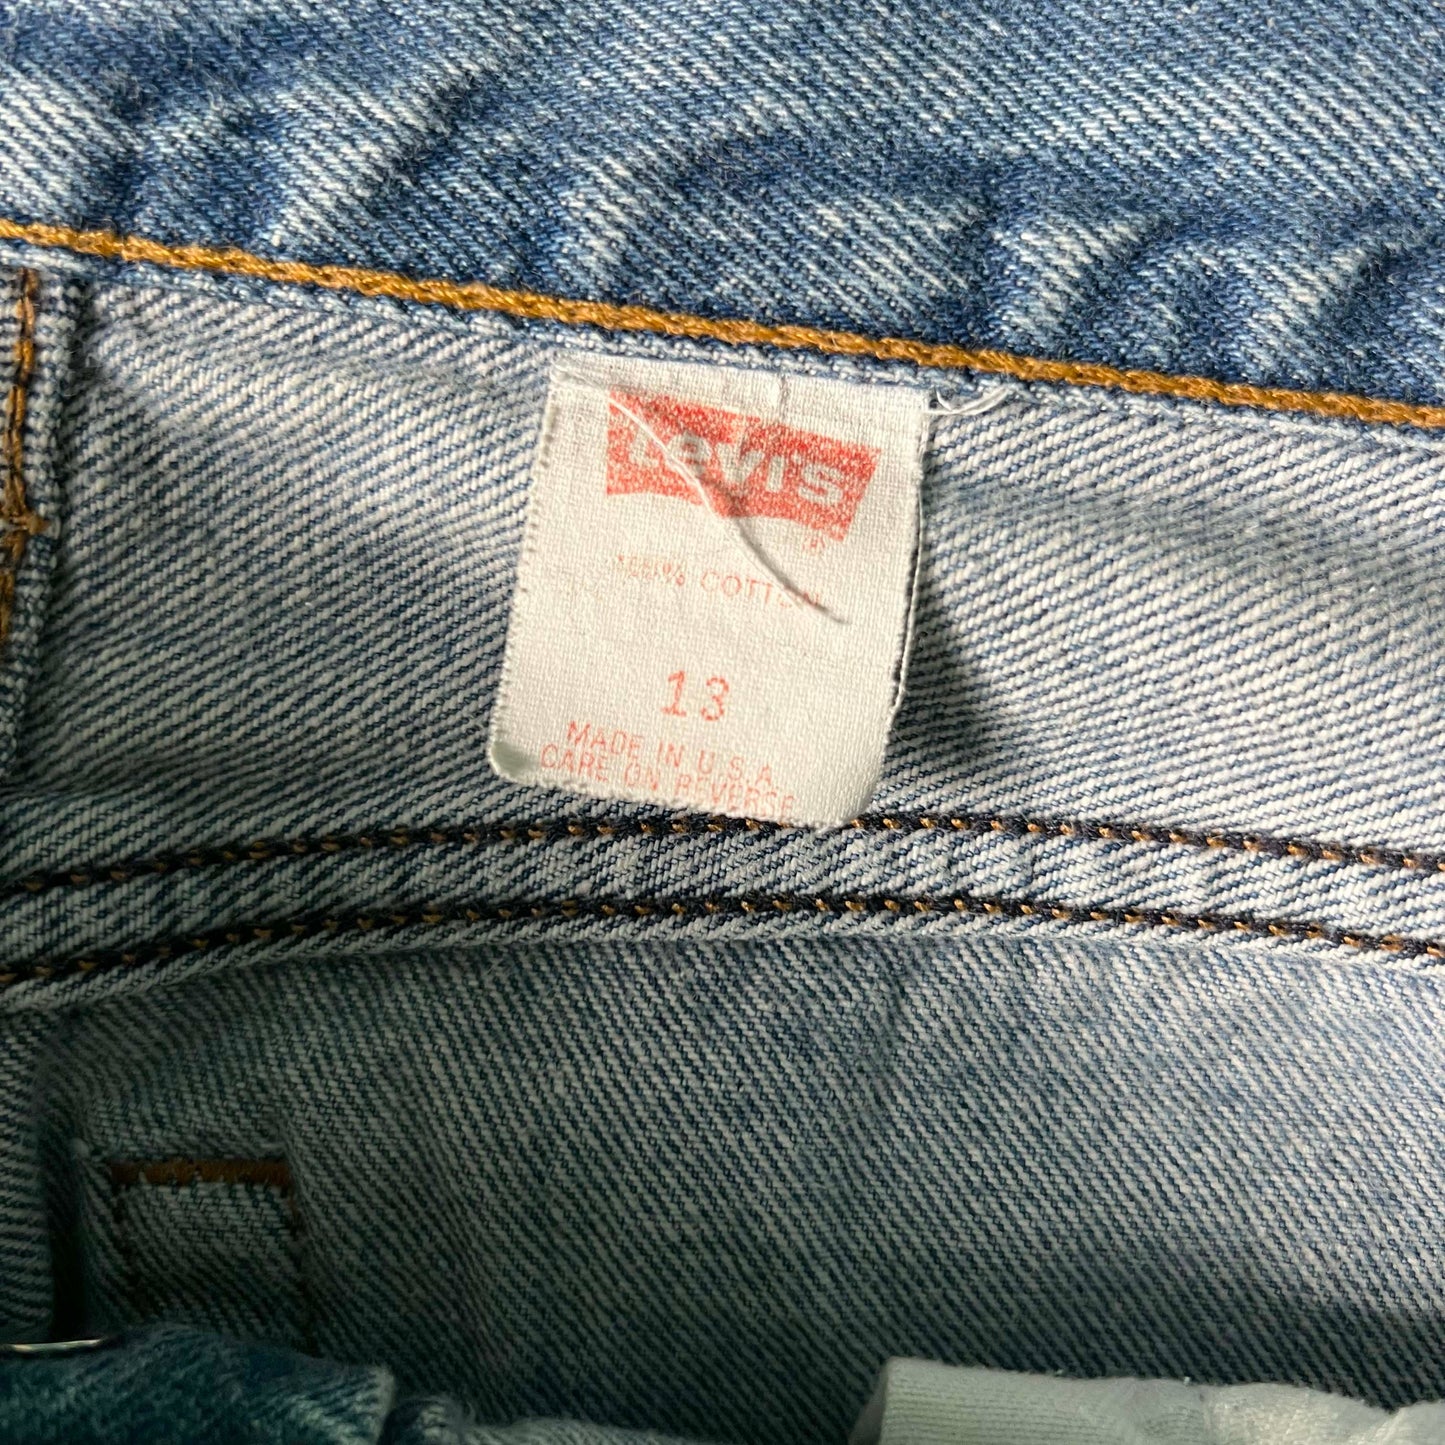 Levi's
®
100% COTTON
13
MADE IN U.S.A
CARE ON REVERSE